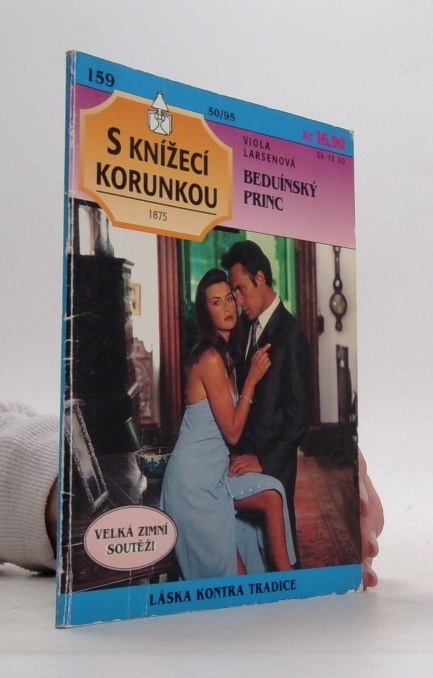 159
50/95
Kč 16,90
Sk 18,90
S KNÍŽECÍ
KORUNKOU
1875
VIOLA
LARSENOVÁ
BEDUÍNSKÝ
PRINC
VELKÁ ZIMNÍ
SOUTĚŽ!
LÁSKA KONTRA TRADICE